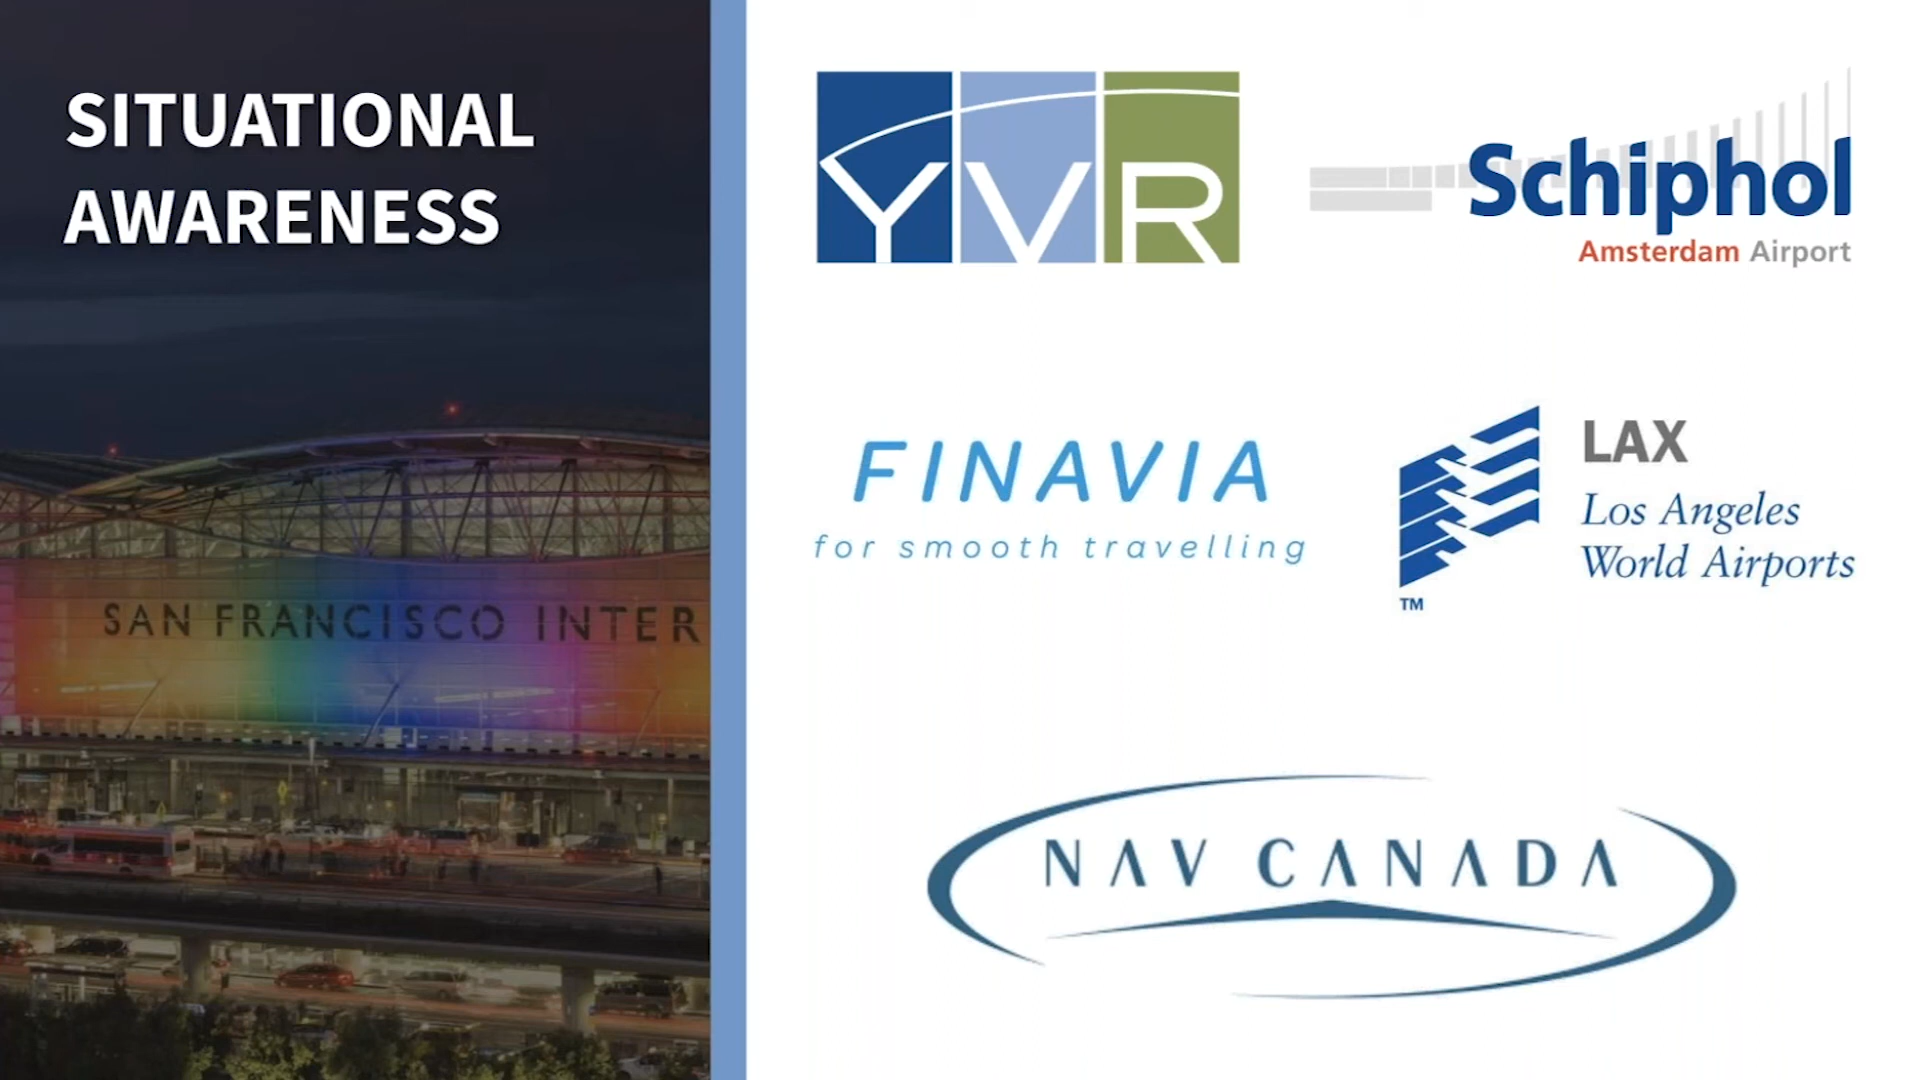 SITUATIONAL
AWARENESS
SAN FRANCISCO INTER
YVR
Schiphol
Amsterdam Airport
FINAVIA
for smooth travelling
LAX
Los Angeles
World Airports
TM
NAV CANADA